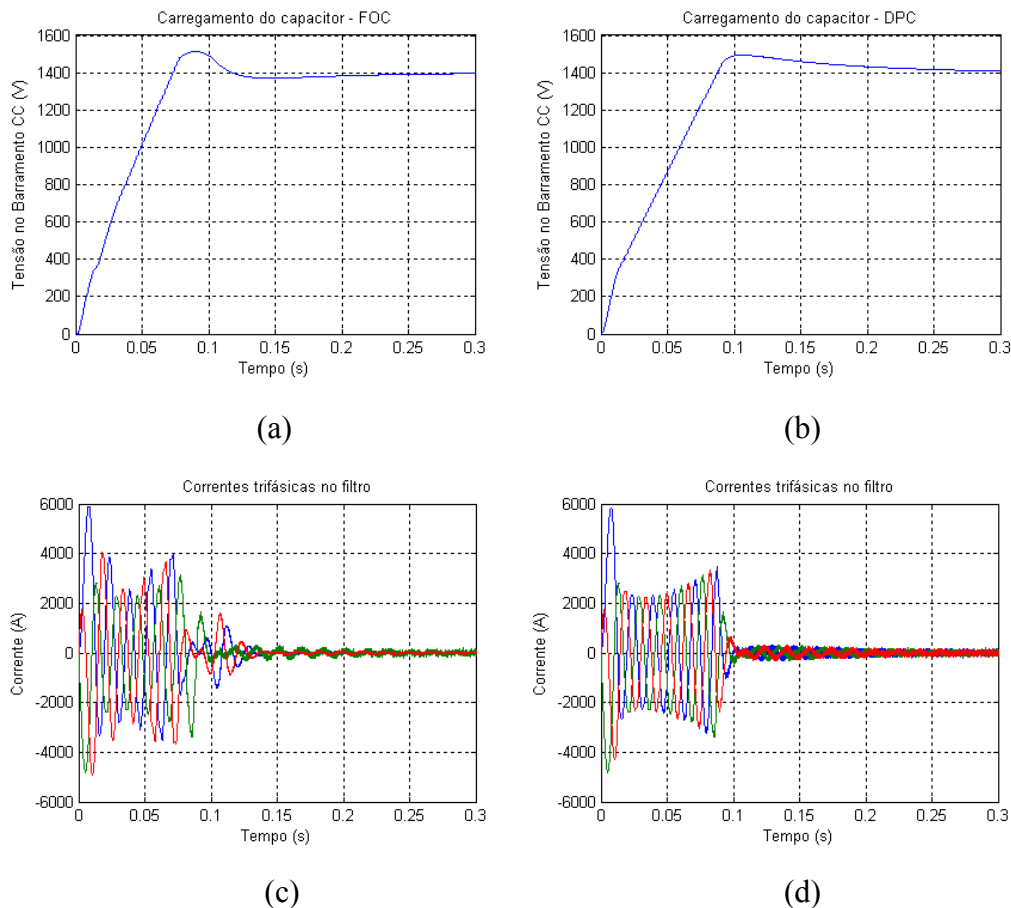 Carregamento do capacitor - FOC
Tensão no Barramento CC (V)
1600
1400
1200
1000
800
600
400
200
0
0 0.05 0.1 0.15 0.2 0.25 0.3
Tempo (s)
(a)
Carregamento do capacitor - DPC
Tensão no Barramento CC (V)
1600
1400
1200
1000
800
600
400
200
0
0 0.05 0.1 0.15 0.2 0.25 0.3
Tempo (s)
(b)
Correntes trifásicas no filtro
Corrente (A)
6000
4000
2000
0
-2000
-4000
-6000
0 0.05 0.1 0.15 0.2 0.25 0.3
Tempo (s)
(c)
Correntes trifásicas no filtro
Corrente (A)
6000
4000
2000
0
-2000
-4000
-6000
0 0.05 0.1 0.15 0.2 0.25 0.3
Tempo (s)
(d)